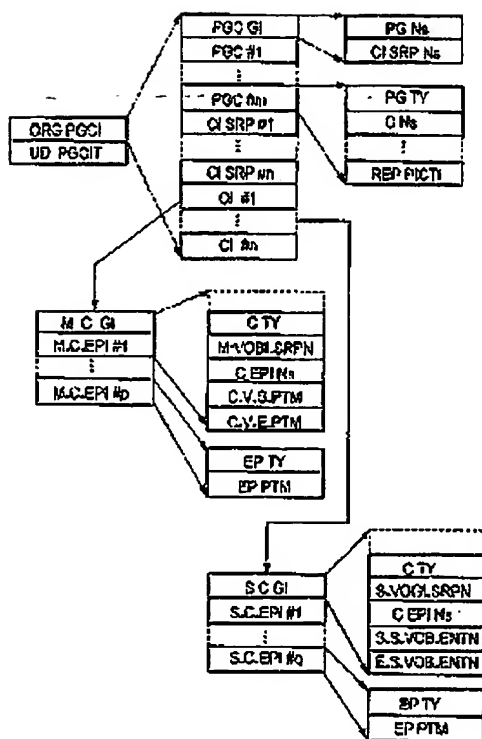 PGC GI
PGC #1
⋮
PGC #m
CI SRP #1
⋮
CI SRP #n
CI #1
⋮
CI #n
PG Ns
CI SRP Ns
PG TY
C Ns
⋮
REP PICTI
ORG PGCI
UD PGCIT
M C GI
M.C.EPI #1
⋮
M.C.EPI #p
C TY
M-VOBI.SRPN
C EPI Ns
C.V.S.PTM
C.V.E.PTM
EP TY
EP PTM
S C GI
S.C.EPI #1
⋮
S.C.EPI #q
C TY
S.VOGI.SRPN
C EPI Ns
S.S.VOB.ENTN
E.S.VOB.ENTN
EP TY
EP PTM